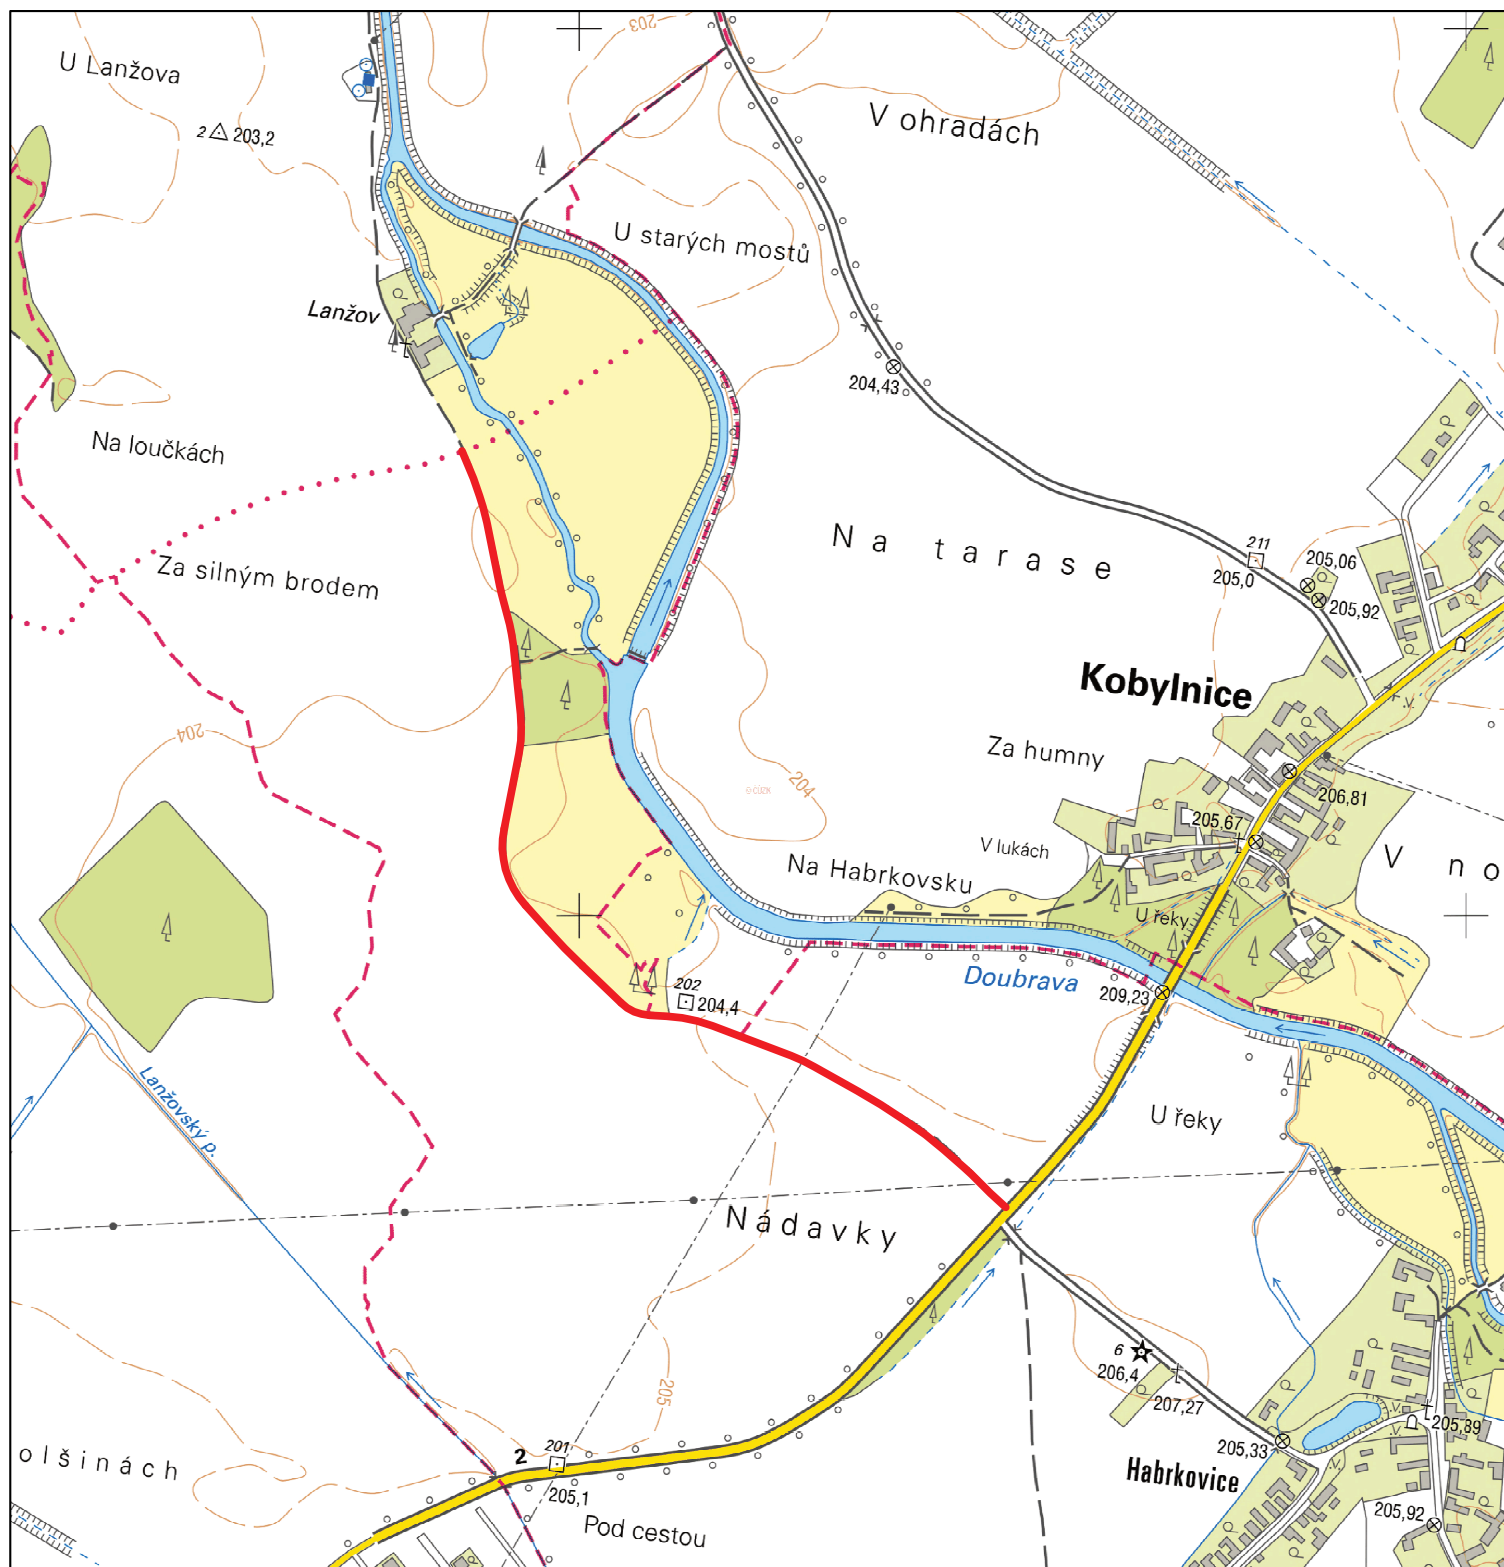 203
U Lanžova
2 203,2
V ohradách
U starých mostů
Lanžov
204,43
Na loučkách
Na tarase
211
205,0
205,06
205,92
Za silným brodem
Kobylnice
204
Za humny
204
©ČÚZK
206,81
205,67
V lukách
V no
Na Habrkovsku
U řeky
Doubrava
209,23
202
204,4
Lanžovský p.
U řeky
Nádavky
6
206,4
207,27
205
205,39
205,33
2
201
205,1
olšinách
Habrkovice
205,92
Pod cestou
.v.
.v.
.v.
.v.